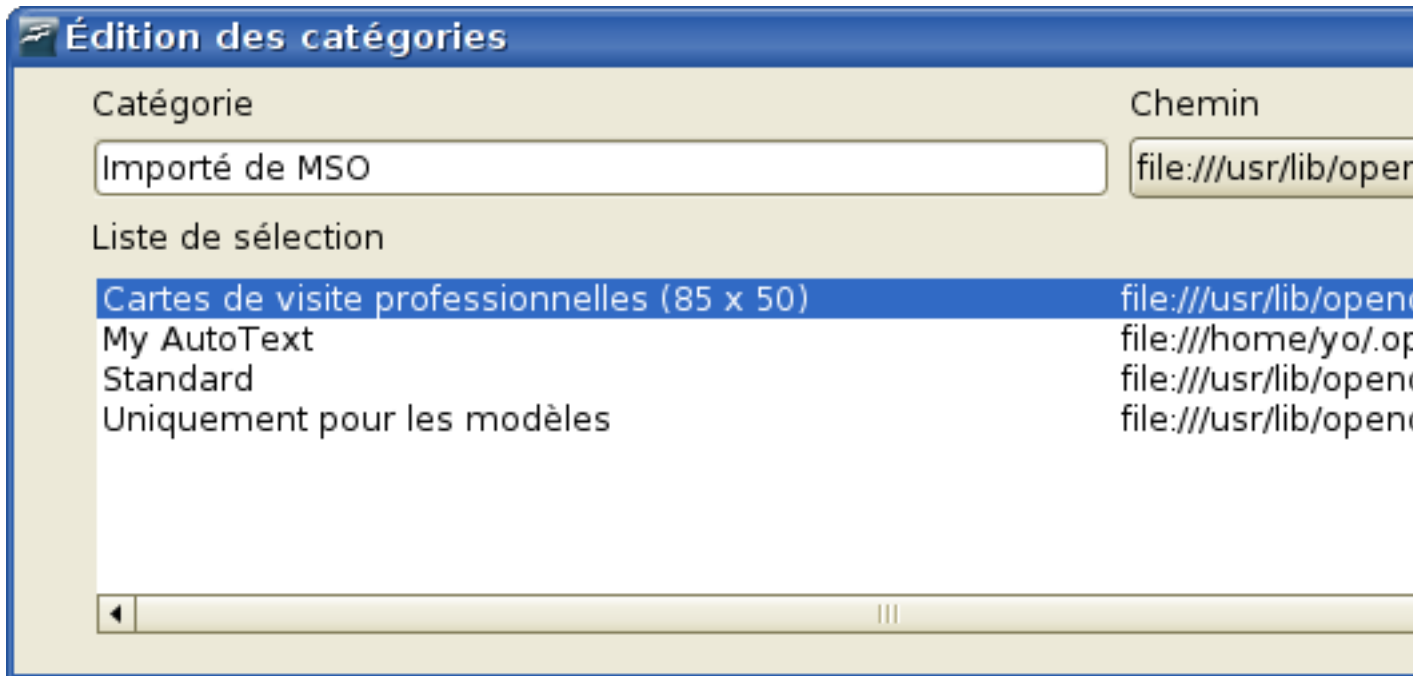 Édition des catégories
Catégorie Chemin
Importé de MSO file:///usr/lib/open
Liste de sélection
Cartes de visite professionnelles (85 x 50) file:///usr/lib/openo
My AutoText file:///home/yo/.op
Standard file:///usr/lib/openo
Uniquement pour les modèles file:///usr/lib/openo